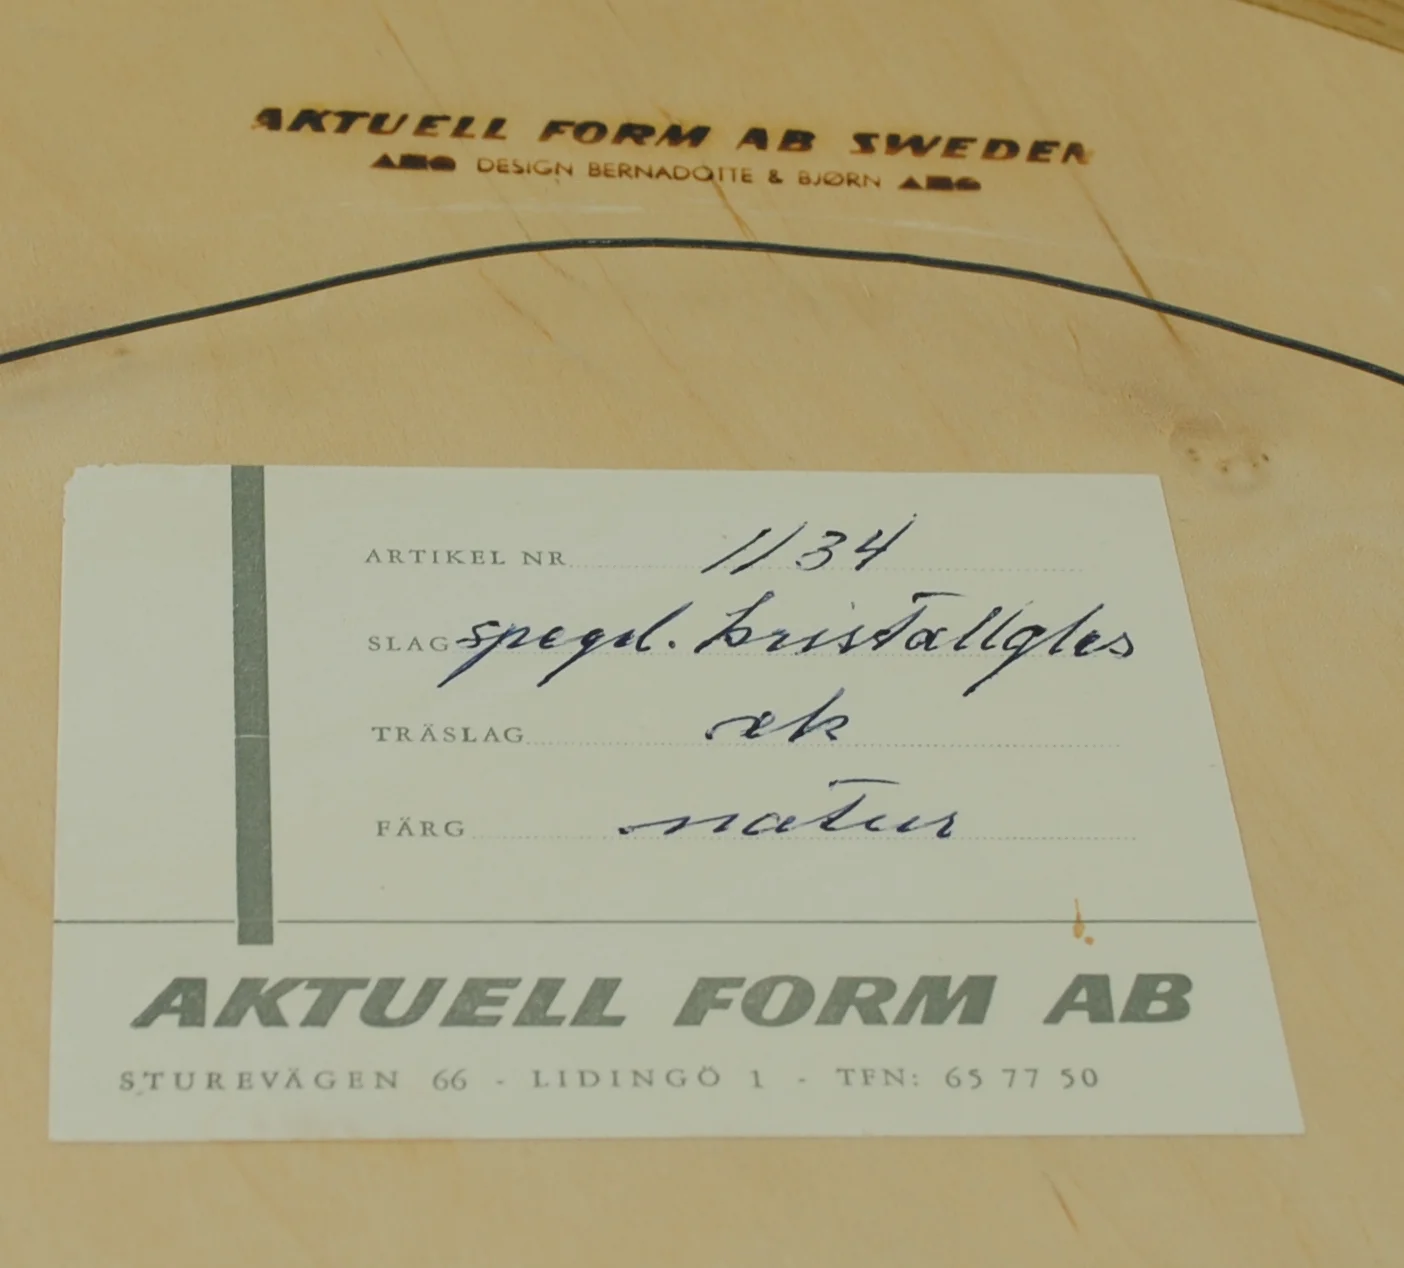 AKTUELL FORM AB SWEDEN
DESIGN BERNADOTTE & BJØRN
ARTIKEL NR 1134
SLAG spegel. kristallglas
TRÄSLAG ek
FÄRG natur
AKTUELL FORM AB
STUREVÄGEN 66 - LIDINGÖ 1 - TFN: 65 77 50